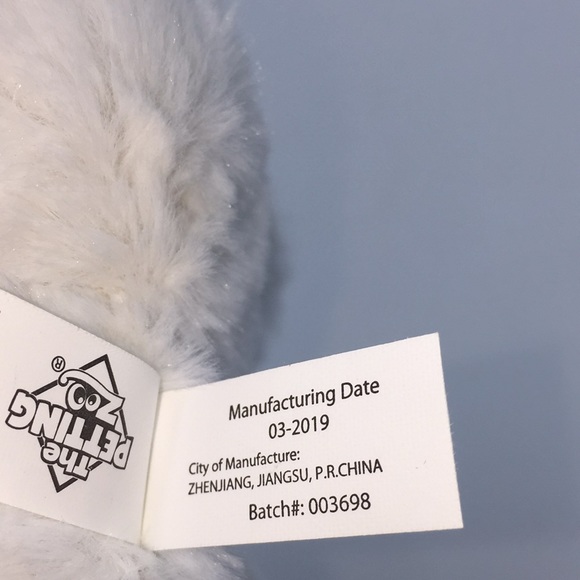 The
PETTING
ZOO
®
Manufacturing Date
03-2019
City of Manufacture:
ZHENJIANG, JIANGSU, P.R.CHINA
Batch#: 003698